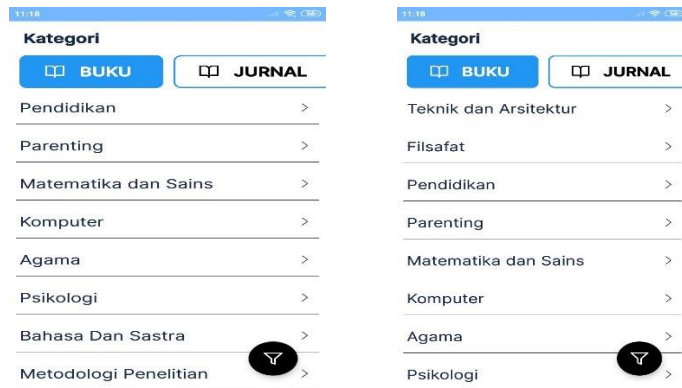 11:18
Kategori
BUKU JURNAL
Pendidikan
Parenting
Matematika dan Sains
Komputer
Agama
Psikologi
Bahasa Dan Sastra
Metodologi Penelitian
11:18
Kategori
BUKU JURNAL
Teknik dan Arsitektur
Filsafat
Pendidikan
Parenting
Matematika dan Sains
Komputer
Agama
Psikologi